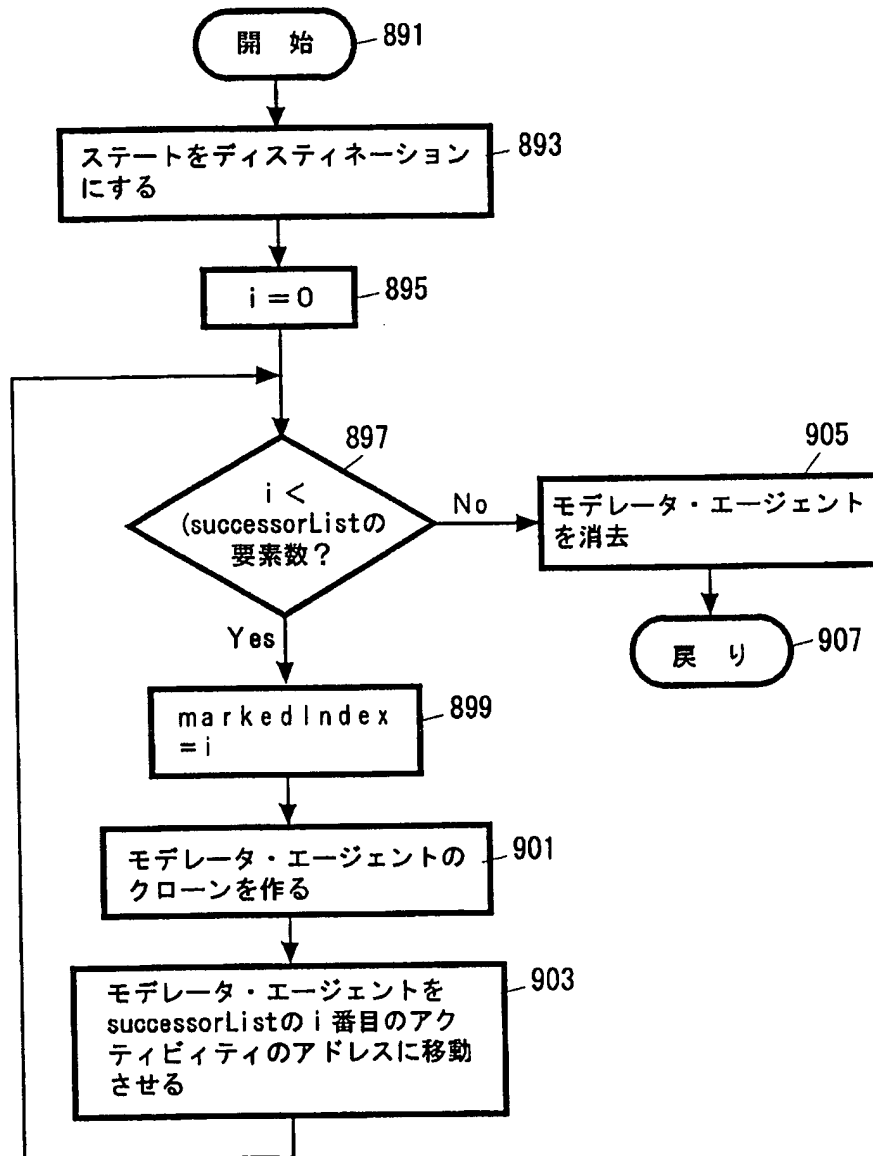 開 始
891
ステートをディスティネーション
にする
893
i=0
895
897
i<
(successorListの
要素数?
No
Yes
905
モデレータ・エージェント
を消去
戻 り
907
markedIndex
=i
899
モデレータ・エージェントの
クローンを作る
901
モデレータ・エージェントを
successorListのi番目のアク
ティビィティのアドレスに移動
させる
903